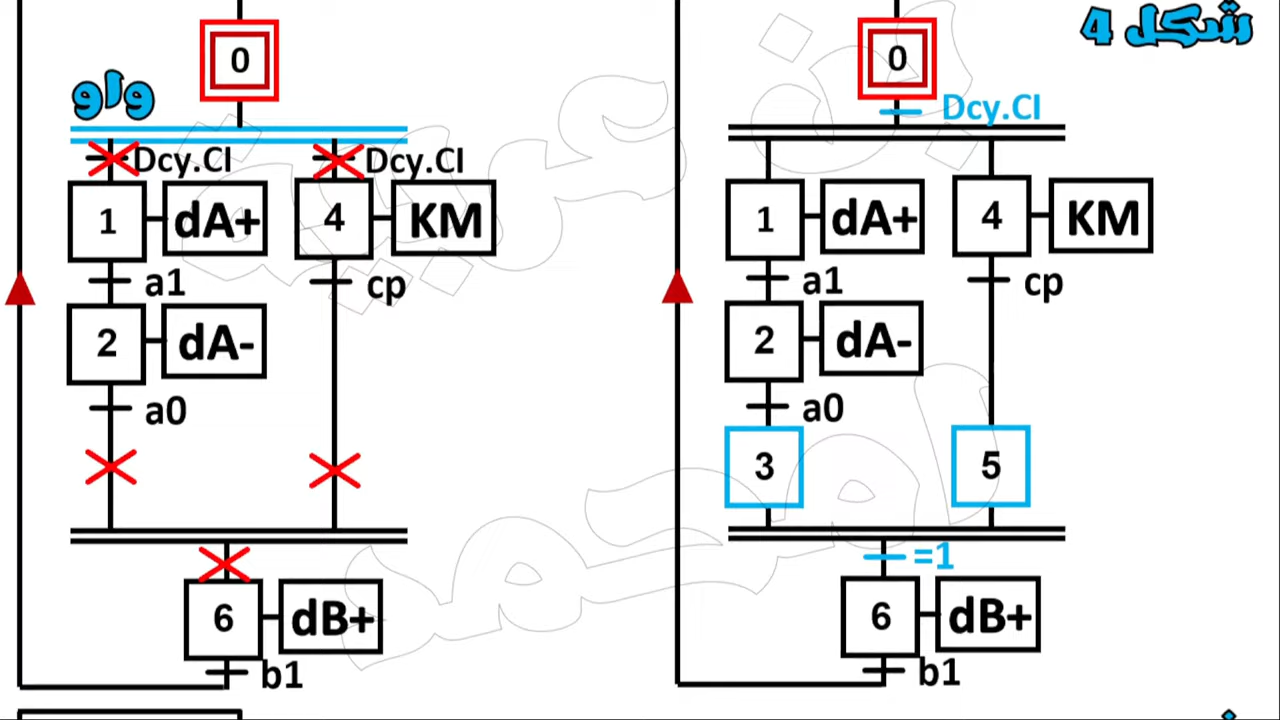 شكل 4
0
واو
Dcy.CI
Dcy.CI
1
dA+
4
KM
a1
cp
2
dA-
a0
6
dB+
b1
0
Dcy.CI
1
dA+
4
KM
a1
cp
2
dA-
a0
3
5
=1
6
dB+
b1